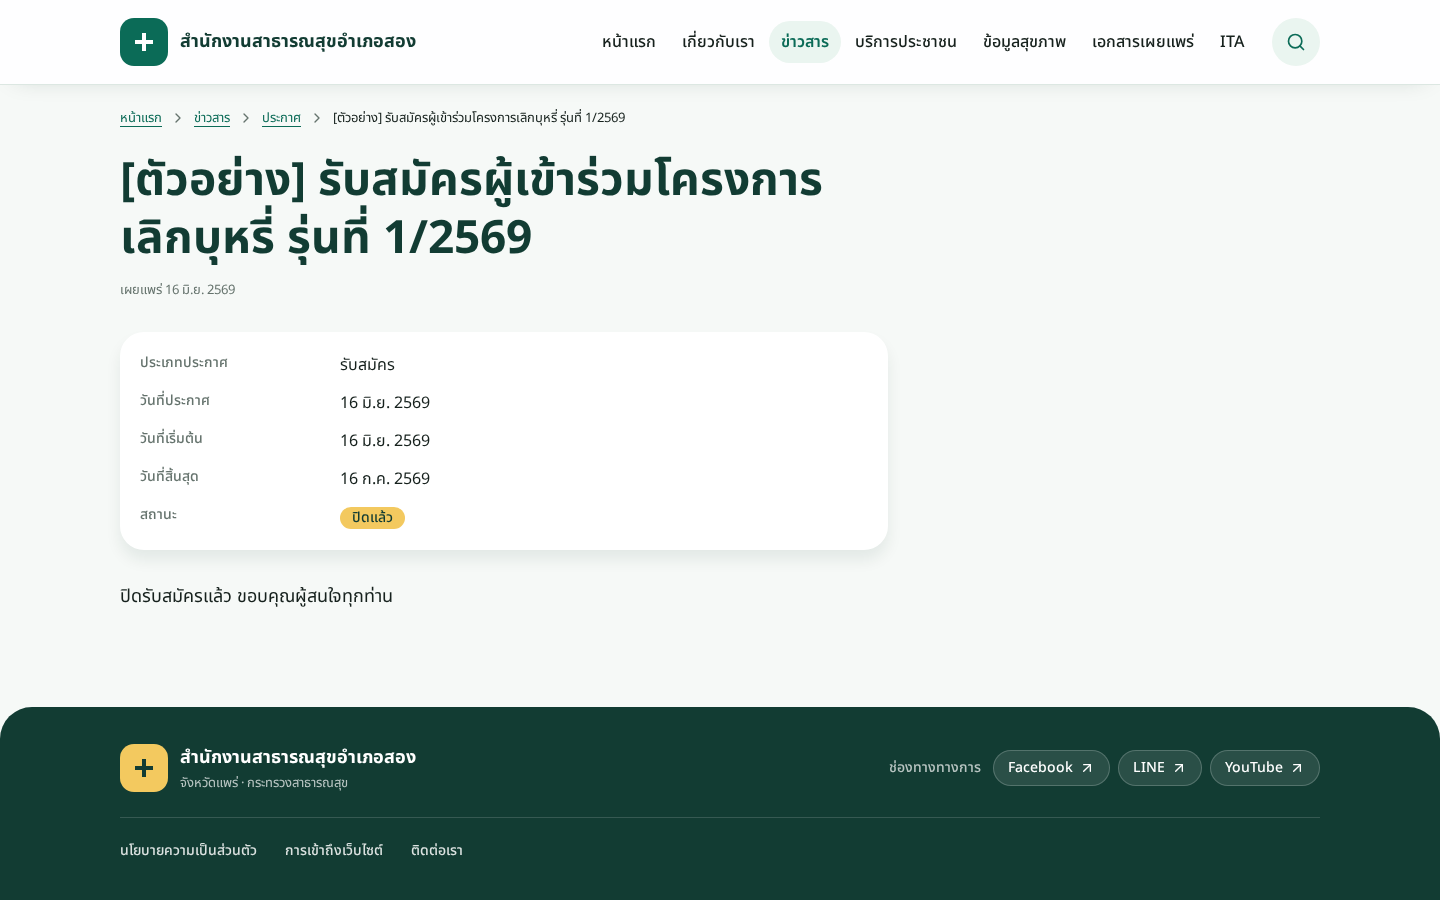 สำนักงานสาธารณสุขอำเภอสอง
หน้าแรก เกี่ยวกับเรา ข่าวสาร บริการประชาชน ข้อมูลสุขภาพ เอกสารเผยแพร่ ITA
หน้าแรก ข่าวสาร ประกาศ [ตัวอย่าง] รับสมัครผู้เข้าร่วมโครงการเลิกบุหรี่ รุ่นที่ 1/2569
[ตัวอย่าง] รับสมัครผู้เข้าร่วมโครงการ
เลิกบุหรี่ รุ่นที่ 1/2569
เผยแพร่ 16 มิ.ย. 2569
ประเภทประกาศ รับสมัคร
วันที่ประกาศ 16 มิ.ย. 2569
วันที่เริ่มต้น 16 มิ.ย. 2569
วันที่สิ้นสุด 16 ก.ค. 2569
สถานะ ปิดแล้ว
ปิดรับสมัครแล้ว ขอบคุณผู้สนใจทุกท่าน
สำนักงานสาธารณสุขอำเภอสอง
จังหวัดแพร่ · กระทรวงสาธารณสุข
ช่องทางทางการ Facebook LINE YouTube
นโยบายความเป็นส่วนตัว การเข้าถึงเว็บไซต์ ติดต่อเรา